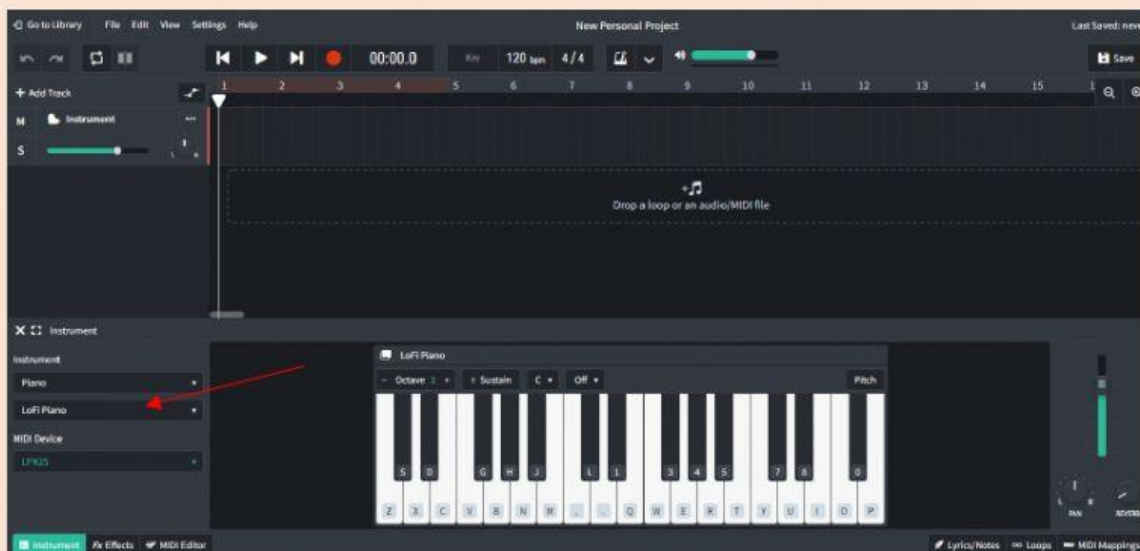 Go to Library File Edit View Settings Help New Personal Project Last Saved: neve
00:00.0 Key 120 bpm 4/4 Save
+ Add Track 1 2 3 4 5 6 7 8 9 10 11 12 13 14 15 1
M Instrument ...
S L R
Drop a loop or an audio/MIDI file
Instrument
Instrument LoFi Piano
Piano - Octave + Sustain C Off Pitch
LoFi Piano
MIDI Device
LPK25
S D G H J L 1 3 4 5 7 8 0
Z X C V B N M , . Q W E R T Y U I O P
PAN REVERB
Instrument Fx Effects MIDI Editor Lyrics/Notes Loops MIDI Mappings